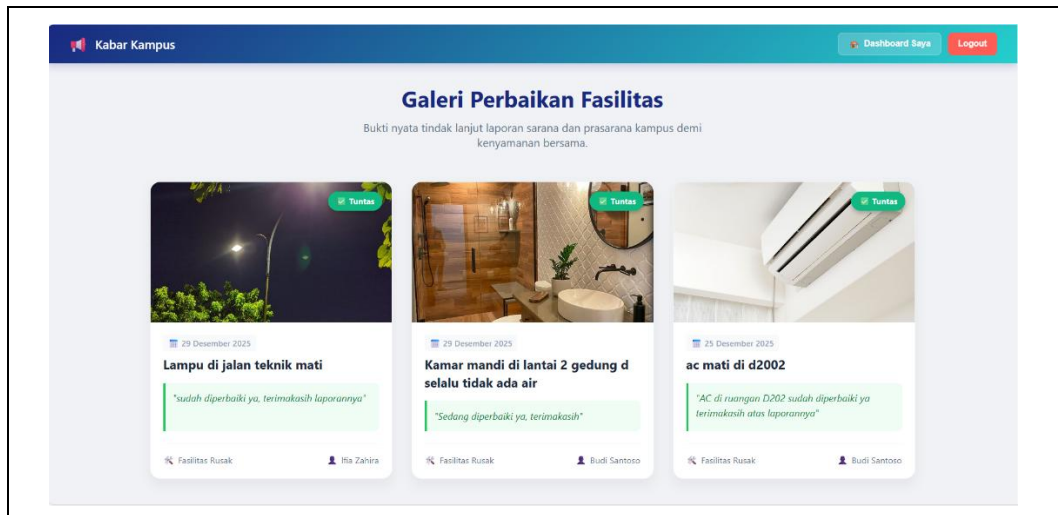 Kabar Kampus
Dashboard Saya
Logout
Galeri Perbaikan Fasilitas
Bukti nyata tindak lanjut laporan sarana dan prasarana kampus demi
kenyamanan bersama.
Tuntas
29 Desember 2025
Lampu di jalan teknik mati
"sudah diperbaiki ya, terimakasih laporannya"
Fasilitas Rusak
Zahira
Tuntas
29 Desember 2025
Kamar mandi di lantai 2 gedung d
selalu tidak ada air
"Sedang diperbaiki ya, terimakasih"
Fasilitas Rusak
Budi Santoso
Tuntas
25 Desember 2025
ac mati di d2002
"AC di ruangan D202 sudah diperbaiki ya
terimakasih atas laporannya"
Fasilitas Rusak
Budi Santoso